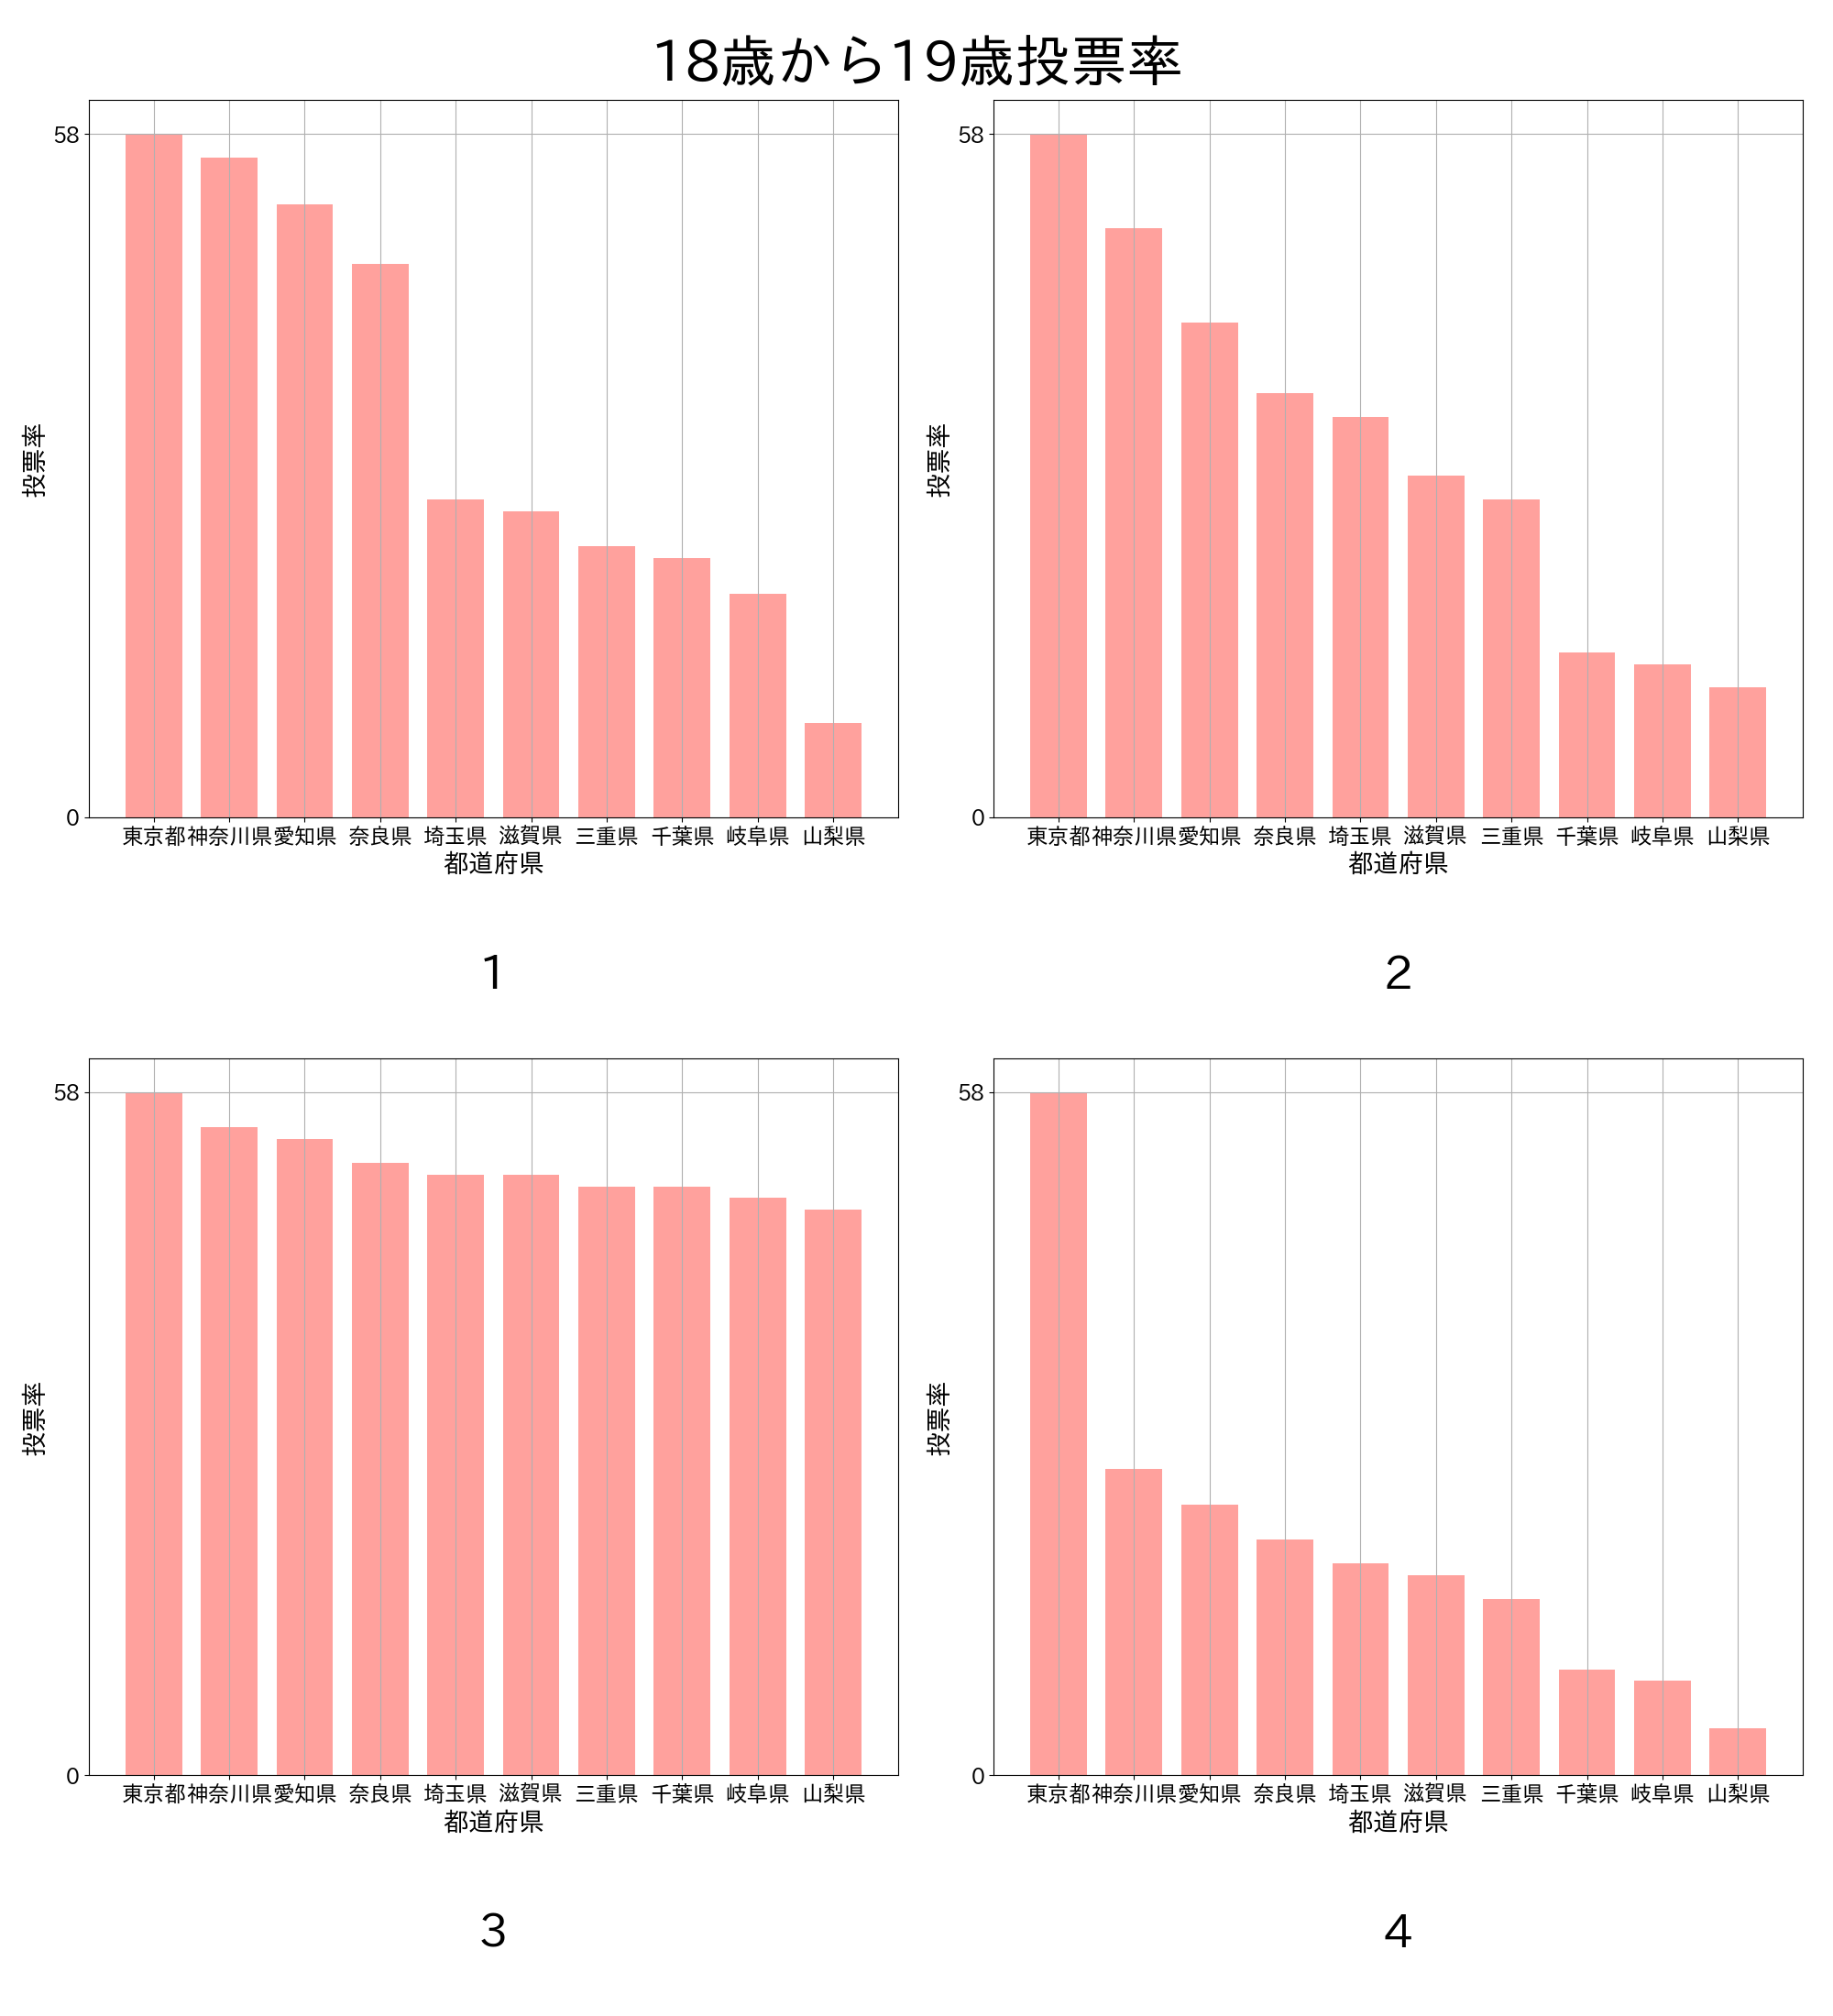 18歳から19歳投票率
58
0
投票率
東京都 神奈川県 愛知県 奈良県 埼玉県 滋賀県 三重県 千葉県 岐阜県 山梨県
都道府県
1
58
0
投票率
東京都 神奈川県 愛知県 奈良県 埼玉県 滋賀県 三重県 千葉県 岐阜県 山梨県
都道府県
2
58
0
投票率
東京都 神奈川県 愛知県 奈良県 埼玉県 滋賀県 三重県 千葉県 岐阜県 山梨県
都道府県
3
58
0
投票率
東京都 神奈川県 愛知県 奈良県 埼玉県 滋賀県 三重県 千葉県 岐阜県 山梨県
都道府県
4